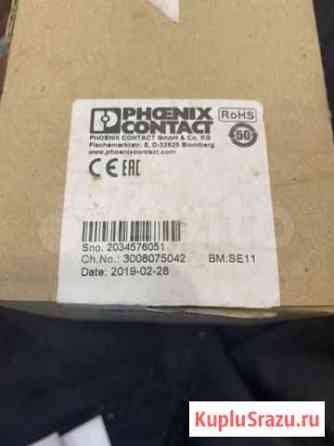 PHŒNIX
CONTACT
RoHS
50
PHOENIX CONTACT GmbH & Co. KG
Flachsmarktstr. 8, D-32825 Blomberg
www.phoenixcontact.com
CE EAC
Sno. 2034576051
Ch.No.: 3008075042 BM:SE11
Date: 2019-02-28
KupluSrazu.ru